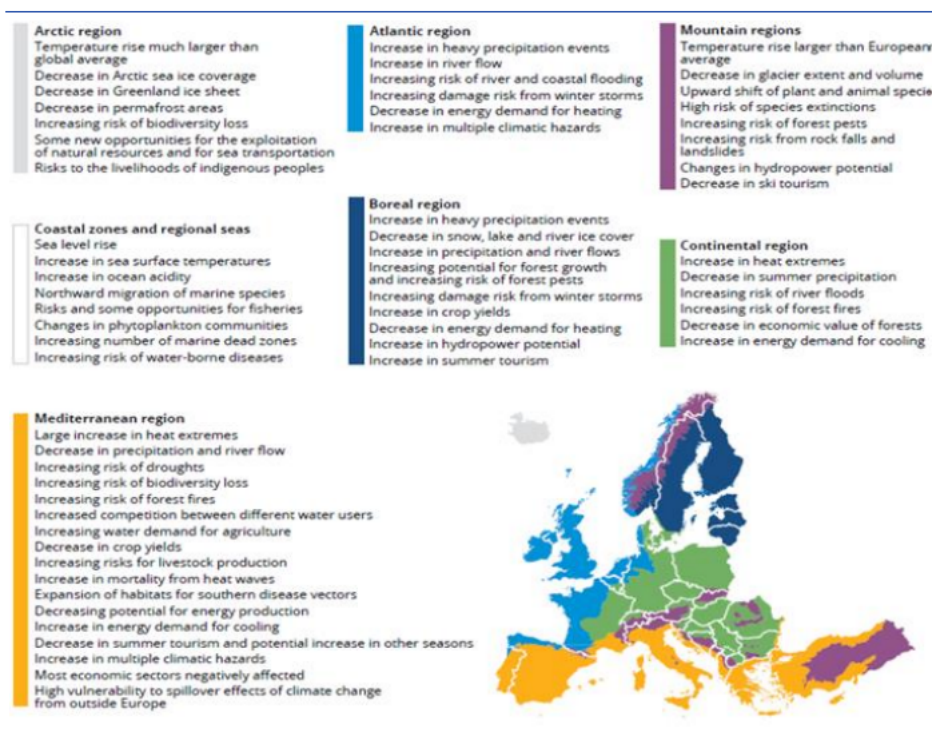 Arctic region
Temperature rise much larger than
global average
Decrease in Arctic sea ice coverage
Decrease in Greenland ice sheet
Decrease in permafrost areas
Increasing risk of biodiversity loss
Some new opportunities for the exploitation
of natural resources and for sea transportation
Risks to the livelihoods of indigenous peoples
Atlantic region
Increase in heavy precipitation events
Increase in river flow
Increasing risk of river and coastal flooding
Increasing damage risk from winter storms
Decrease in energy demand for heating
Increase in multiple climatic hazards
Mountain regions
Temperature rise larger than European
average
Decrease in glacier extent and volume
Upward shift of plant and animal specie
High risk of species extinctions
Increasing risk of forest pests
Increasing risk from rock falls and
landslides
Changes in hydropower potential
Decrease in ski tourism
Coastal zones and regional seas
Sea level rise
Increase in sea surface temperatures
Increase in ocean acidity
Northward migration of marine species
Risks and some opportunities for fisheries
Changes in phytoplankton communities
Increasing number of marine dead zones
Increasing risk of water-borne diseases
Boreal region
Increase in heavy precipitation events
Decrease in snow, lake and river ice cover
Increase in precipitation and river flows
Increasing potential for forest growth
and increasing risk of forest pests
Increasing damage risk from winter storms
Increase in crop yields
Decrease in energy demand for heating
Increase in hydropower potential
Increase in summer tourism
Continental region
Increase in heat extremes
Decrease in summer precipitation
Increasing risk of river floods
Increasing risk of forest fires
Decrease in economic value of forests
Increase in energy demand for cooling
Mediterranean region
Large increase in heat extremes
Decrease in precipitation and river flow
Increasing risk of droughts
Increasing risk of biodiversity loss
Increasing risk of forest fires
Increased competition between different water users
Increasing water demand for agriculture
Decrease in crop yields
Increasing risks for livestock production
Increase in mortality from heat waves
Expansion of habitats for southern disease vectors
Decreasing potential for energy production
Increase in energy demand for cooling
Decrease in summer tourism and potential increase in other seasons
Increase in multiple climatic hazards
Most economic sectors negatively affected
High vulnerability to spillover effects of climate change
from outside Europe